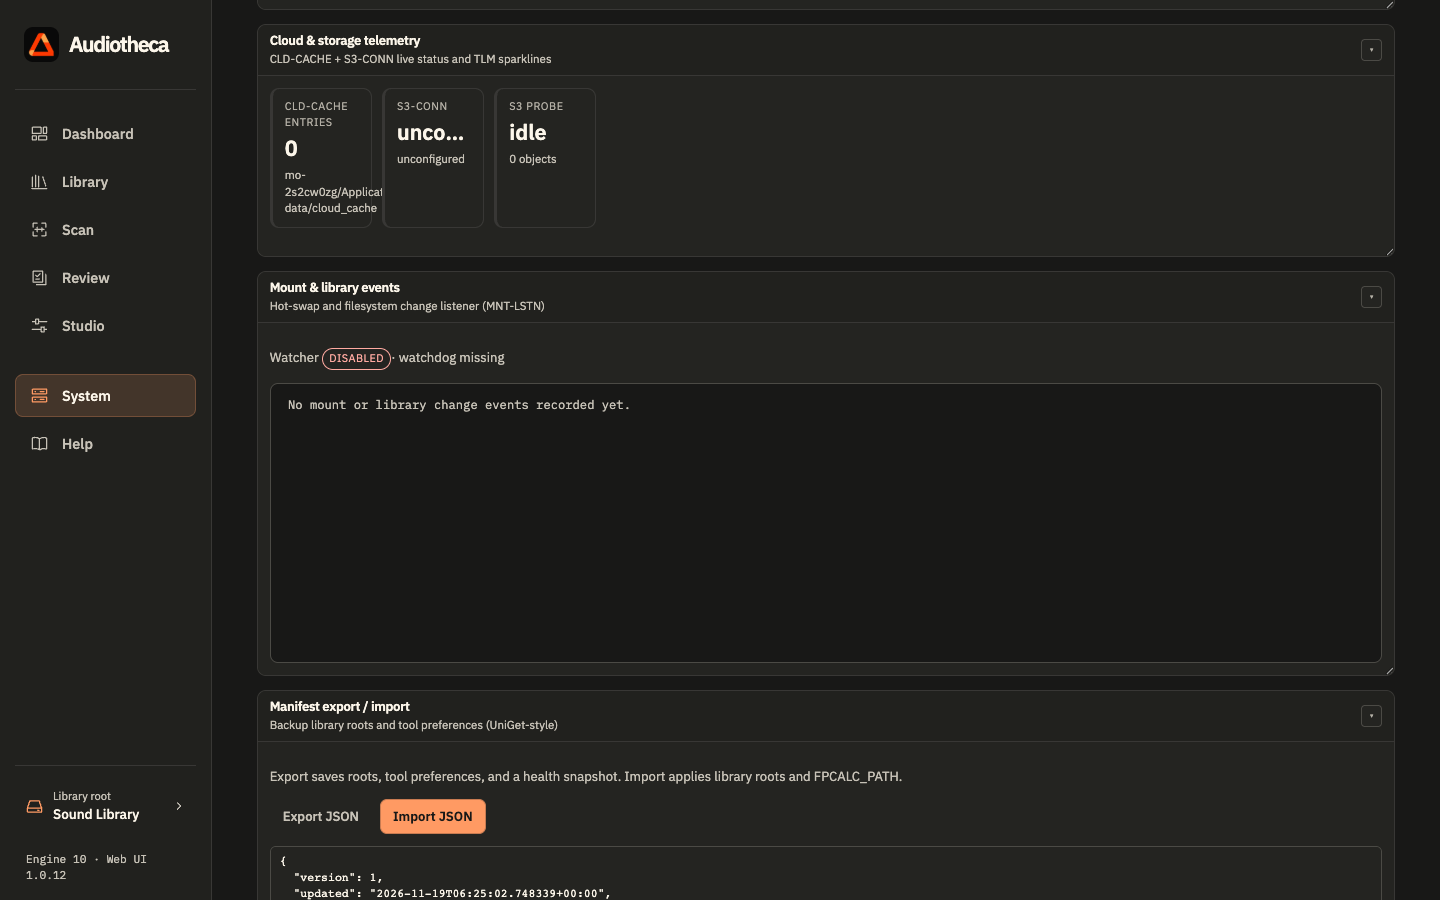 Audiotheca
Dashboard
Library
Scan
Review
Studio
System
Help
Library root
Sound Library
Engine 10 · Web UI
1.0.12
Cloud & storage telemetry
CLD-CACHE + S3-CONN live status and TLM sparklines
CLD-CACHE
ENTRIES
0
mo-
2s2cw0zg/Applicat
data/cloud_cache
S3-CONN
unco...
unconfigured
S3 PROBE
idle
0 objects
Mount & library events
Hot-swap and filesystem change listener (MNT-LSTN)
Watcher DISABLED · watchdog missing
No mount or library change events recorded yet.
Manifest export / import
Backup library roots and tool preferences (UniGet-style)
Export saves roots, tool preferences, and a health snapshot. Import applies library roots and FPCALC_PATH.
Export JSON
Import JSON
{
"version": 1,
"updated": "2026-11-19T06:25:02.748339+00:00",